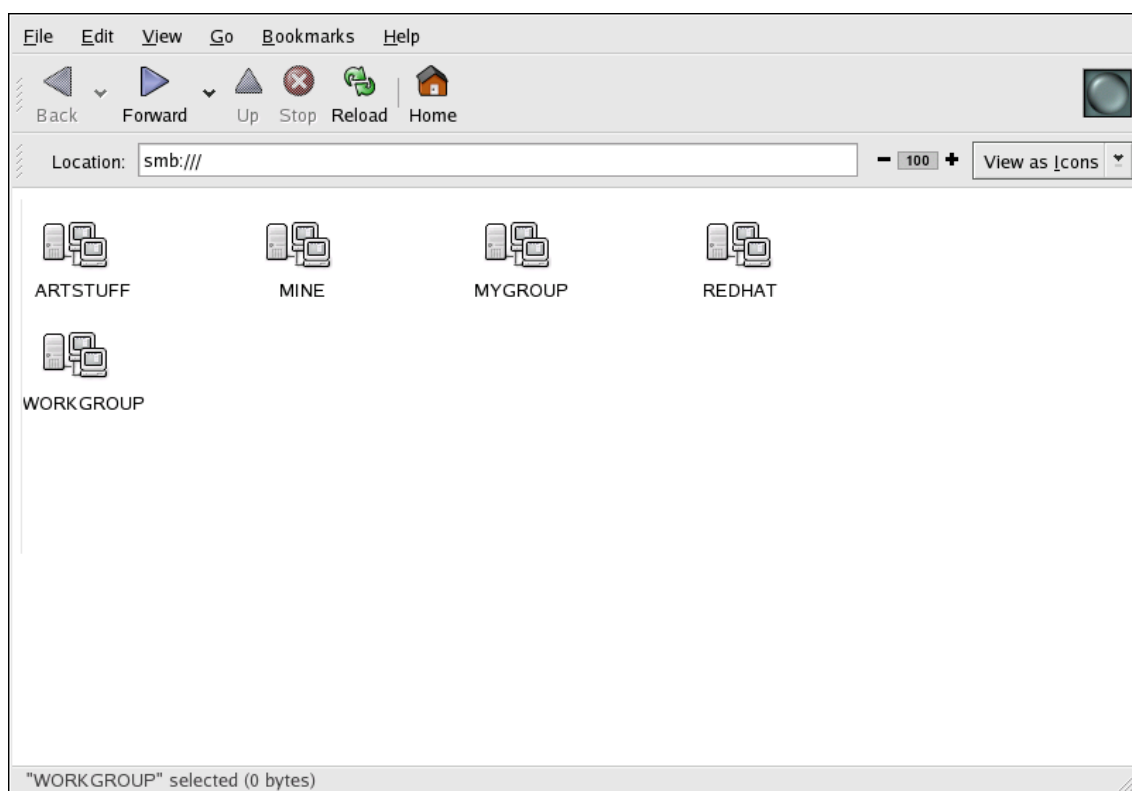 File Edit View Go Bookmarks Help
Back Forward Up Stop Reload Home
Location: smb:/// 100 View as Icons
ARTSTUFF MINE MYGROUP REDHAT
WORKGROUP
"WORKGROUP" selected (0 bytes)